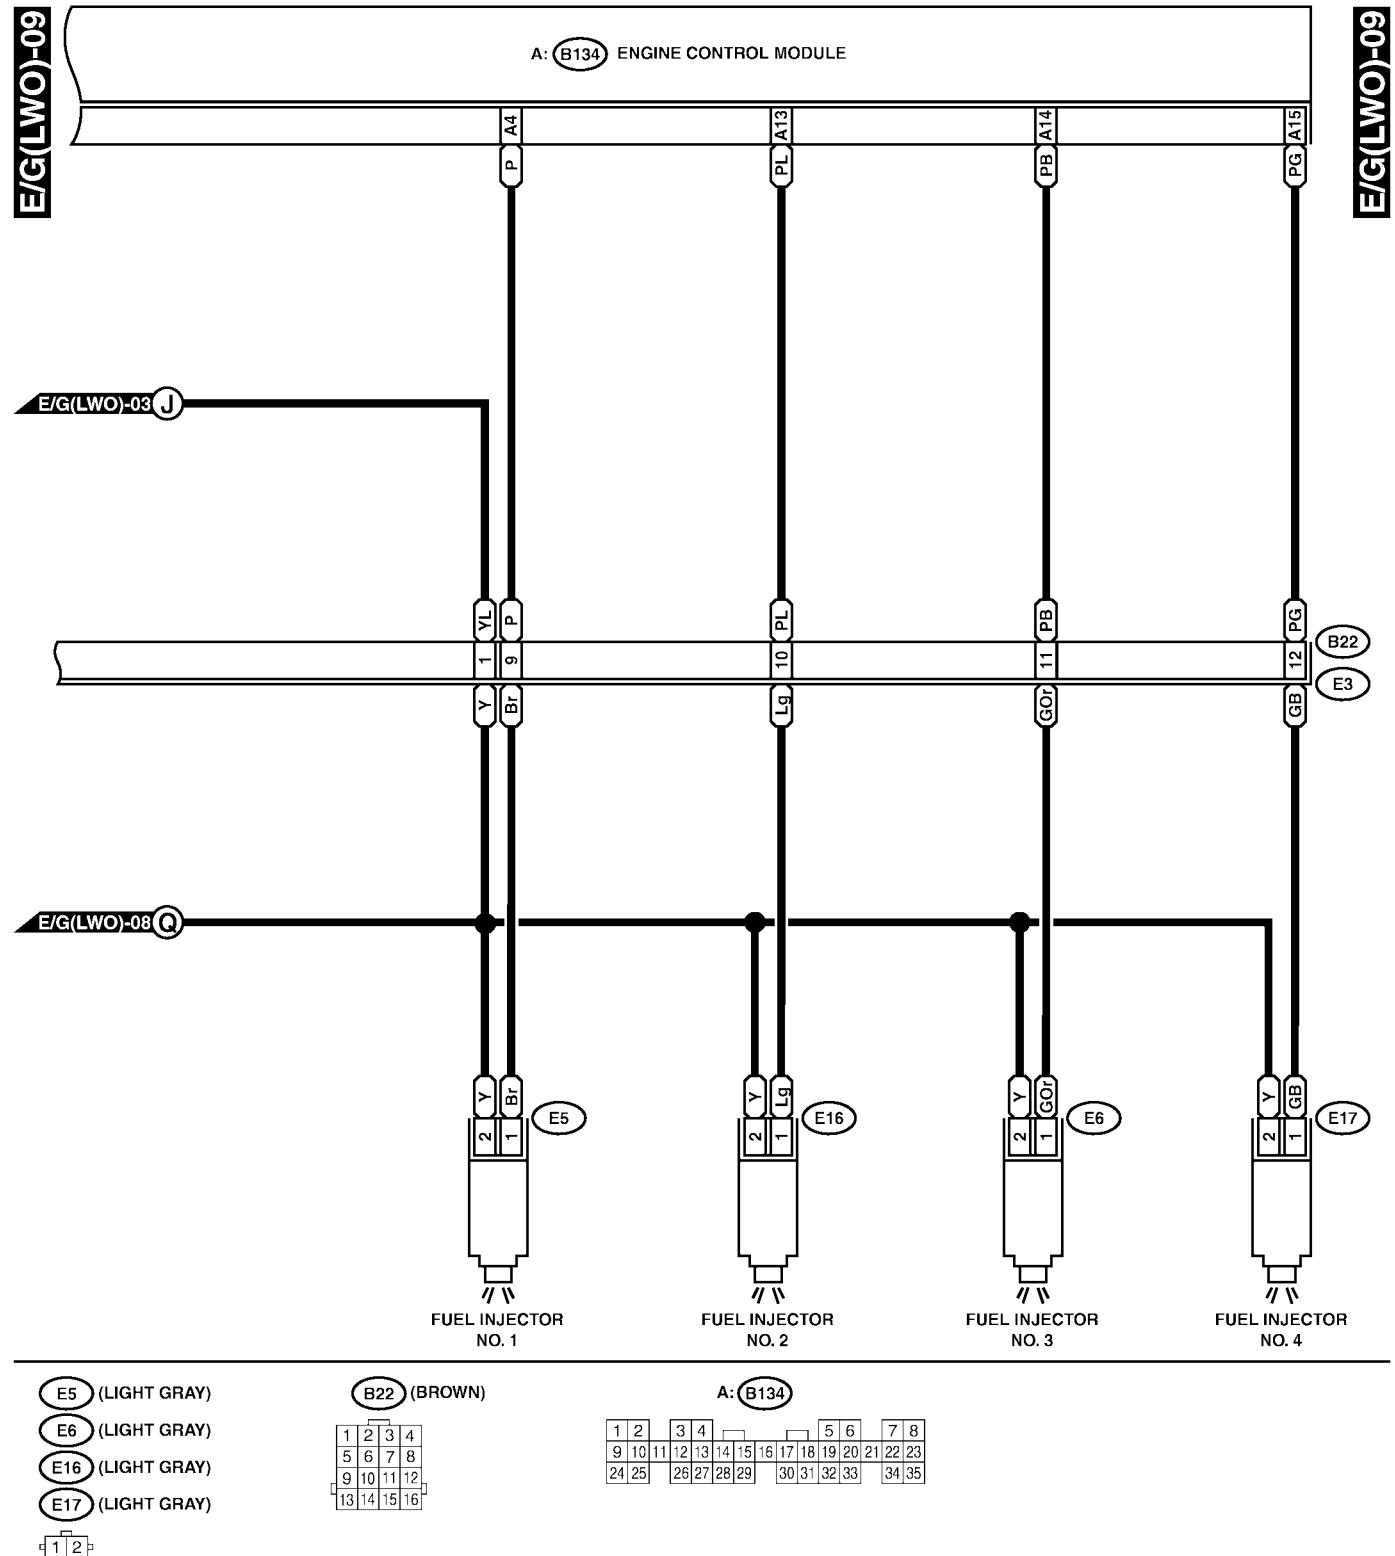 E/G(LWO)-09
E/G(LWO)-09
A: B134 ENGINE CONTROL MODULE
A4 A13 A14 A15
P PL PB PG
E/G(LWO)-03 J
YL P PL PB PG
B22
1 9 10 11 12
E3
Y Br Lg GOr GB
E/G(LWO)-08 Q
Y Br Y Lg Y GOr Y GB
E5 E16 E6 E17
2 1 2 1 2 1 2 1
FUEL INJECTOR
NO. 1
FUEL INJECTOR
NO. 2
FUEL INJECTOR
NO. 3
FUEL INJECTOR
NO. 4
E5 (LIGHT GRAY)
E6 (LIGHT GRAY)
E16 (LIGHT GRAY)
E17 (LIGHT GRAY)
1 2
B22 (BROWN)
1 2 3 4
5 6 7 8
9 10 11 12
13 14 15 16
A: B134
1 2 3 4 5 6 7 8
9 10 11 12 13 14 15 16 17 18 19 20 21 22 23
24 25 26 27 28 29 30 31 32 33 34 35